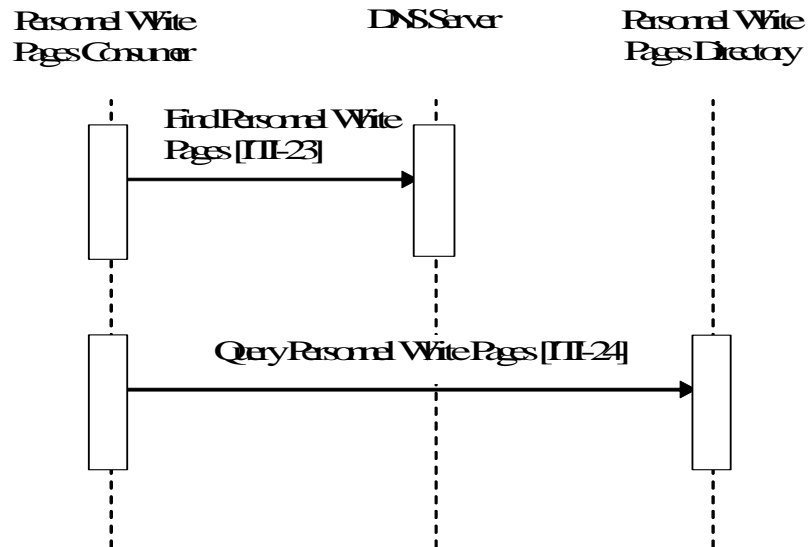 Personnel White
Pages Consumer
DNS Server
Personnel White
Pages Directory
Find Personnel White
Pages [ITI-23]
Query Personnel White Pages [ITI-24]